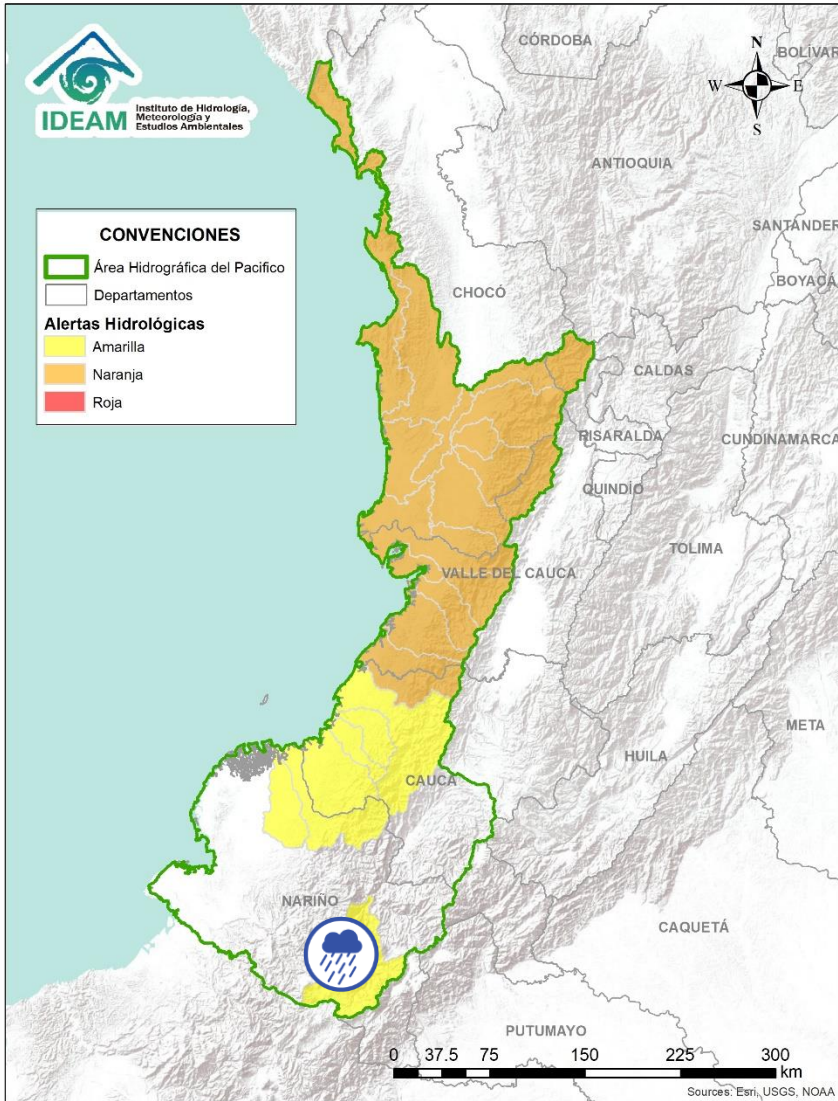 IDEAM
Instituto de Hidrología,
Meteorología y
Estudios Ambientales
CÓRDOBA
BOLÍVAR
N
W
E
S
ANTIOQUIA
SANTANDER
BOYACÁ
CONVENCIONES
Área Hidrográfica del Pacifico
Departamentos
Alertas Hidrológicas
Amarilla
Naranja
Roja
CHOCÓ
CALDAS
RISARALDA
CUNDINAMARCA
QUINDÍO
TOLIMA
VALLE DEL CAUCA
META
HUILA
CAUCA
NARIÑO
CAQUETÁ
PUTUMAYO
0 37.5 75 150 225 300
km
Sources: Esri, USGS, NOAA